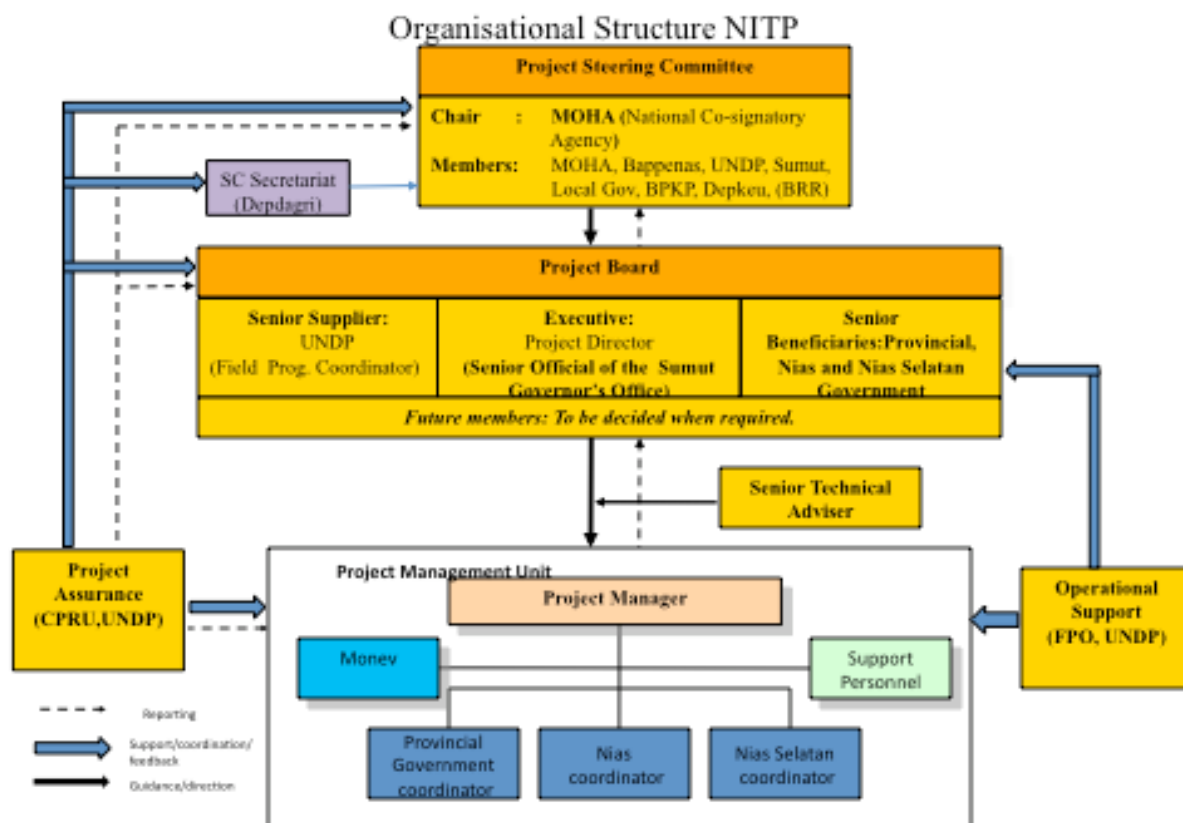 Organisational Structure NITP
Project Steering Committee
Chair : MOHA (National Co-signatory
Agency)
Members: MOHA, Bappenas, UNDP, Sumut,
Local Gov, BPKP, Depkeu, (BRR)
SC Secretariat
(Depdagri)
Project Board
Senior Supplier:
UNDP
(Field Prog. Coordinator)
Executive:
Project Director
(Senior Official of the Sumut
Governor's Office)
Senior
Beneficiaries:Provincial,
Nias and Nias Selatan
Government
Future members: To be decided when required.
Senior Technical
Adviser
Project
Assurance
(CPRU,UNDP)
Project Management Unit
Project Manager
Monev
Support
Personnel
Provincial
Government
coordinator
Nias
coordinator
Nias Selatan
coordinator
Operational
Support
(FPO, UNDP)
Reporting
Support/coordination/
feedback
Guidance/direction